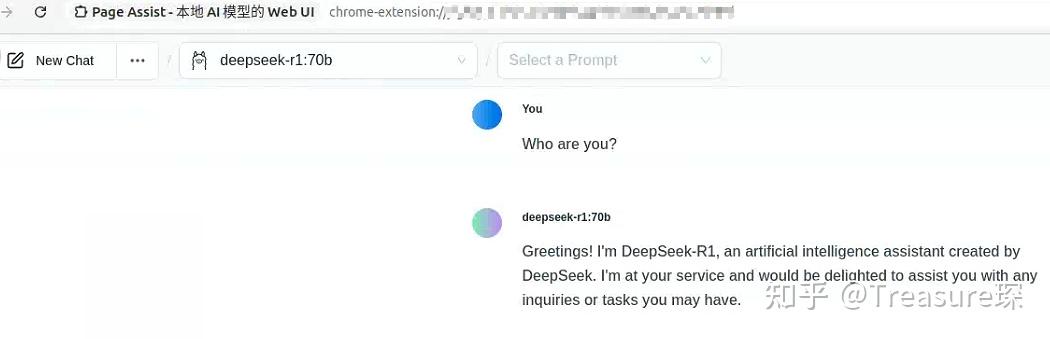 Page Assist - 本地 AI 模型的 Web UI chrome-extension://
New Chat ••• / deepseek-r1:70b / Select a Prompt
You
Who are you?
deepseek-r1:70b
Greetings! I'm DeepSeek-R1, an artificial intelligence assistant created by
DeepSeek. I'm at your service and would be delighted to assist you with any
inquiries or tasks you may have.
知乎 @Treasure琛